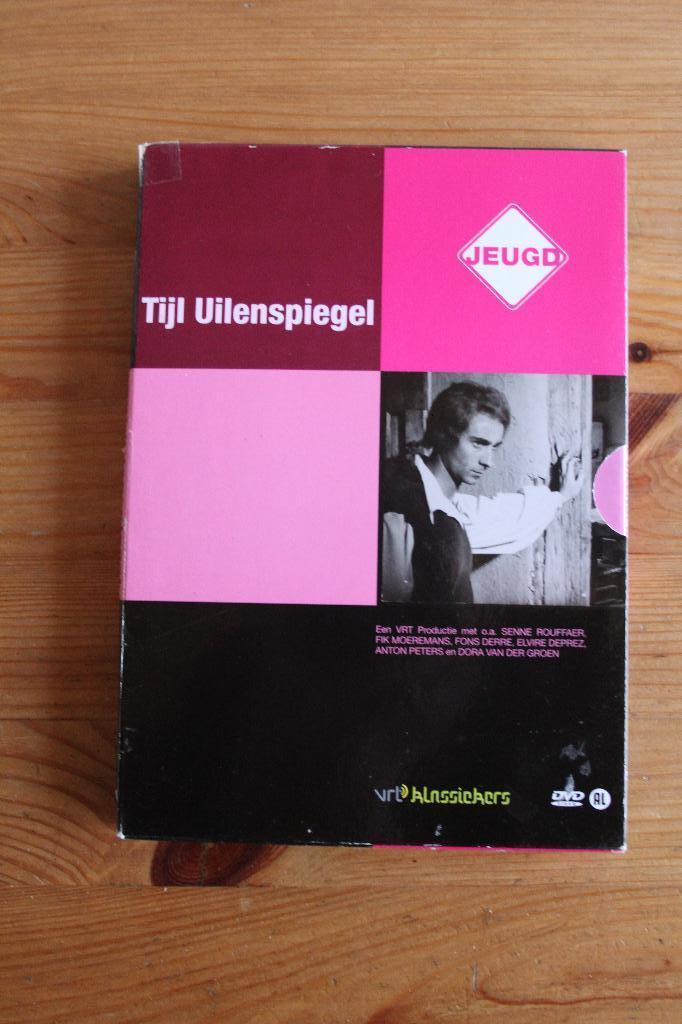 JEUGD
Tijl Uilenspiegel
Een VRT Productie met o.a. SENNE ROUFFAER,
FIK MOEREMANS, FONS DERRE, ELVIRE DEPREZ,
ANTON PETERS en DORA VAN DER GROEN
vrt klassiekers
DVD
VIDEO
AL